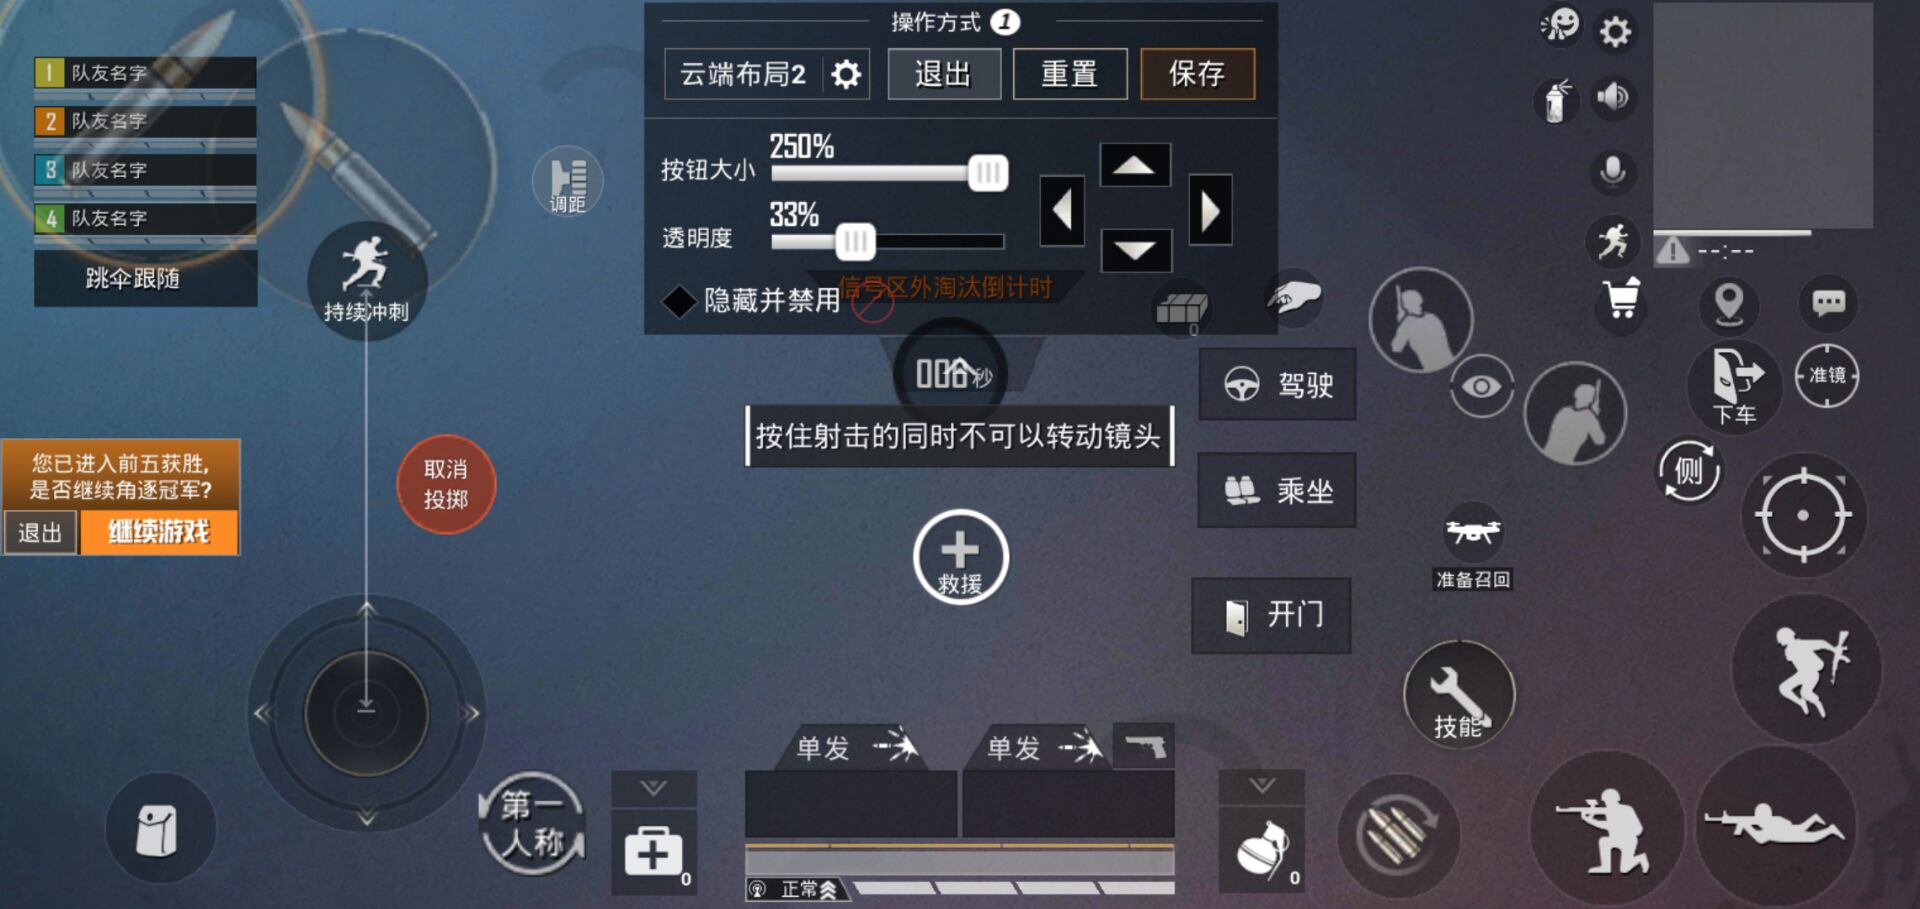 操作方式 1
云端布局2 退出 重置 保存
按钮大小 250%
透明度 33%
隐藏并禁用
信号区外淘汰倒计时
1 队友名字
2 队友名字
3 队友名字
4 队友名字
跳伞跟随
持续冲刺
调距
--:--
秒
按住射击的同时不可以转动镜头
驾驶
乘坐
开门
下车
准镜
侧
您已进入前五获胜,
是否继续角逐冠军?
退出 继续游戏
取消
投掷
救援
准备召回
技能
单发
单发
第一
人称
0
0
0
正常